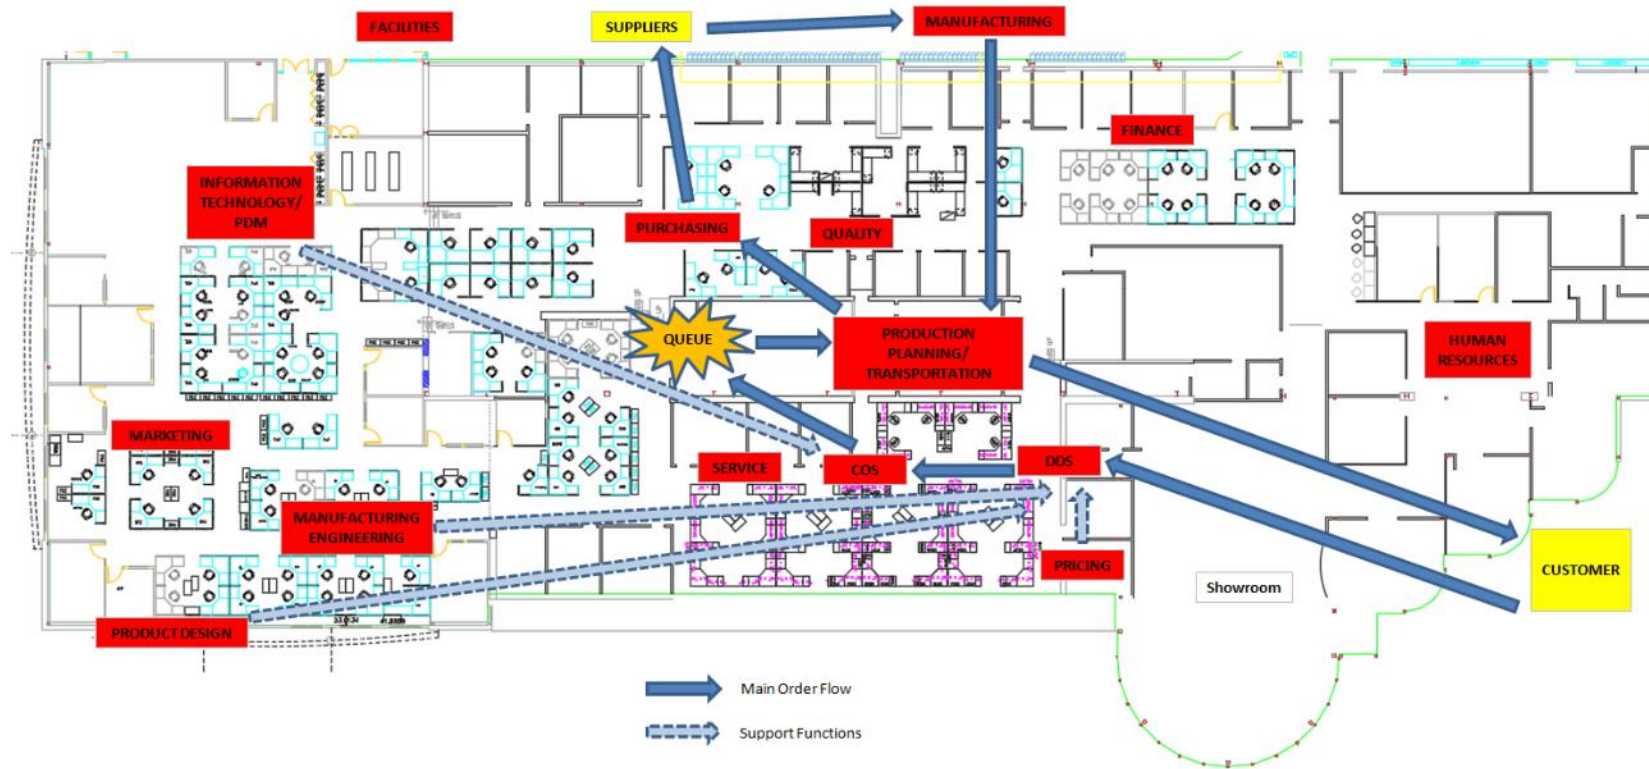 FACILITIES
SUPPLIERS
MANUFACTURING
FINANCE
INFORMATION
TECHNOLOGY/
PDM
PURCHASING
QUALITY
QUEUE
PRODUCTION
PLANNING/
TRANSPORTATION
HUMAN
RESOURCES
MARKETING
SERVICE
COS
DDS
MANUFACTURING
ENGINEERING
PRICING
CUSTOMER
Showroom
PRODUCT DESIGN
Main Order Flow
Support Functions